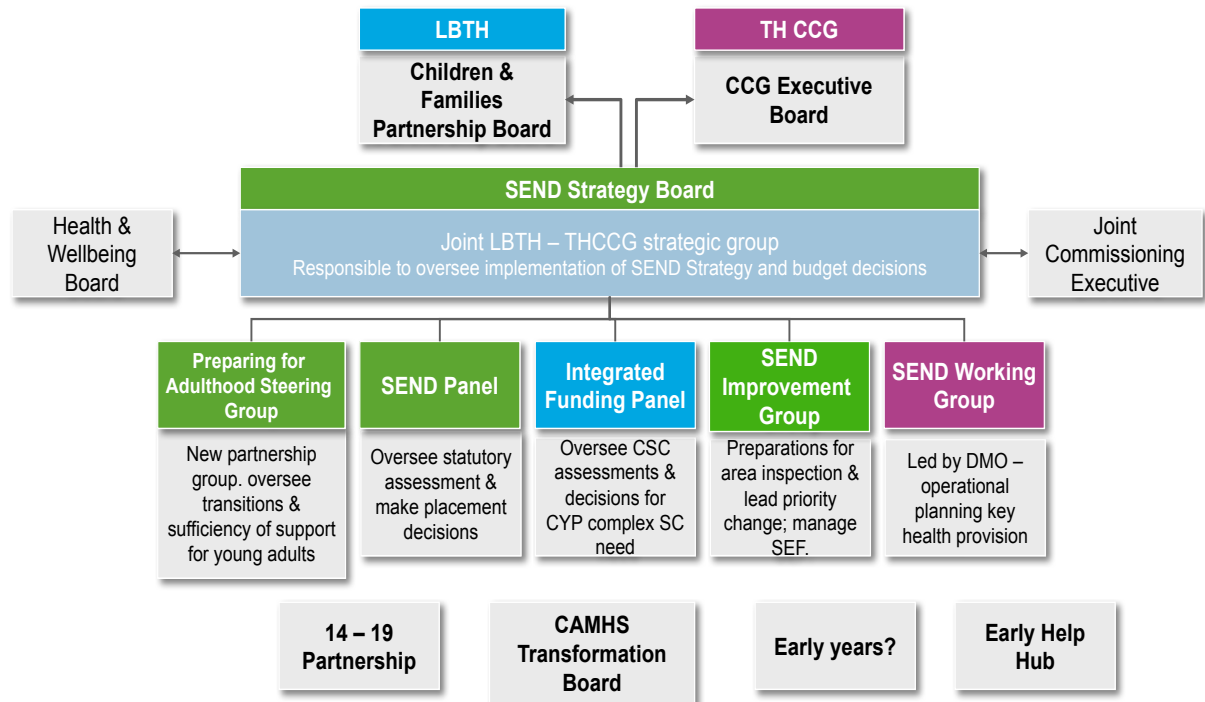 LBTH
Children &
Families
Partnership Board
TH CCG
CCG Executive
Board
SEND Strategy Board
Joint LBTH – THCCG strategic group
Responsible to oversee implementation of SEND Strategy and budget decisions
Health &
Wellbeing
Board
Joint
Commissioning
Executive
Preparing for
Adulthood Steering
Group
New partnership
group. oversee
transitions &
sufficiency of support
for young adults
SEND Panel
Oversee statutory
assessment &
make placement
decisions
Integrated
Funding Panel
Oversee CSC
assessments &
decisions for
CYP complex SC
need
SEND
Improvement
Group
Preparations for
area inspection &
lead priority
change; manage
SEF.
SEND Working
Group
Led by DMO –
operational
planning key
health provision
14 – 19
Partnership
CAMHS
Transformation
Board
Early years?
Early Help
Hub